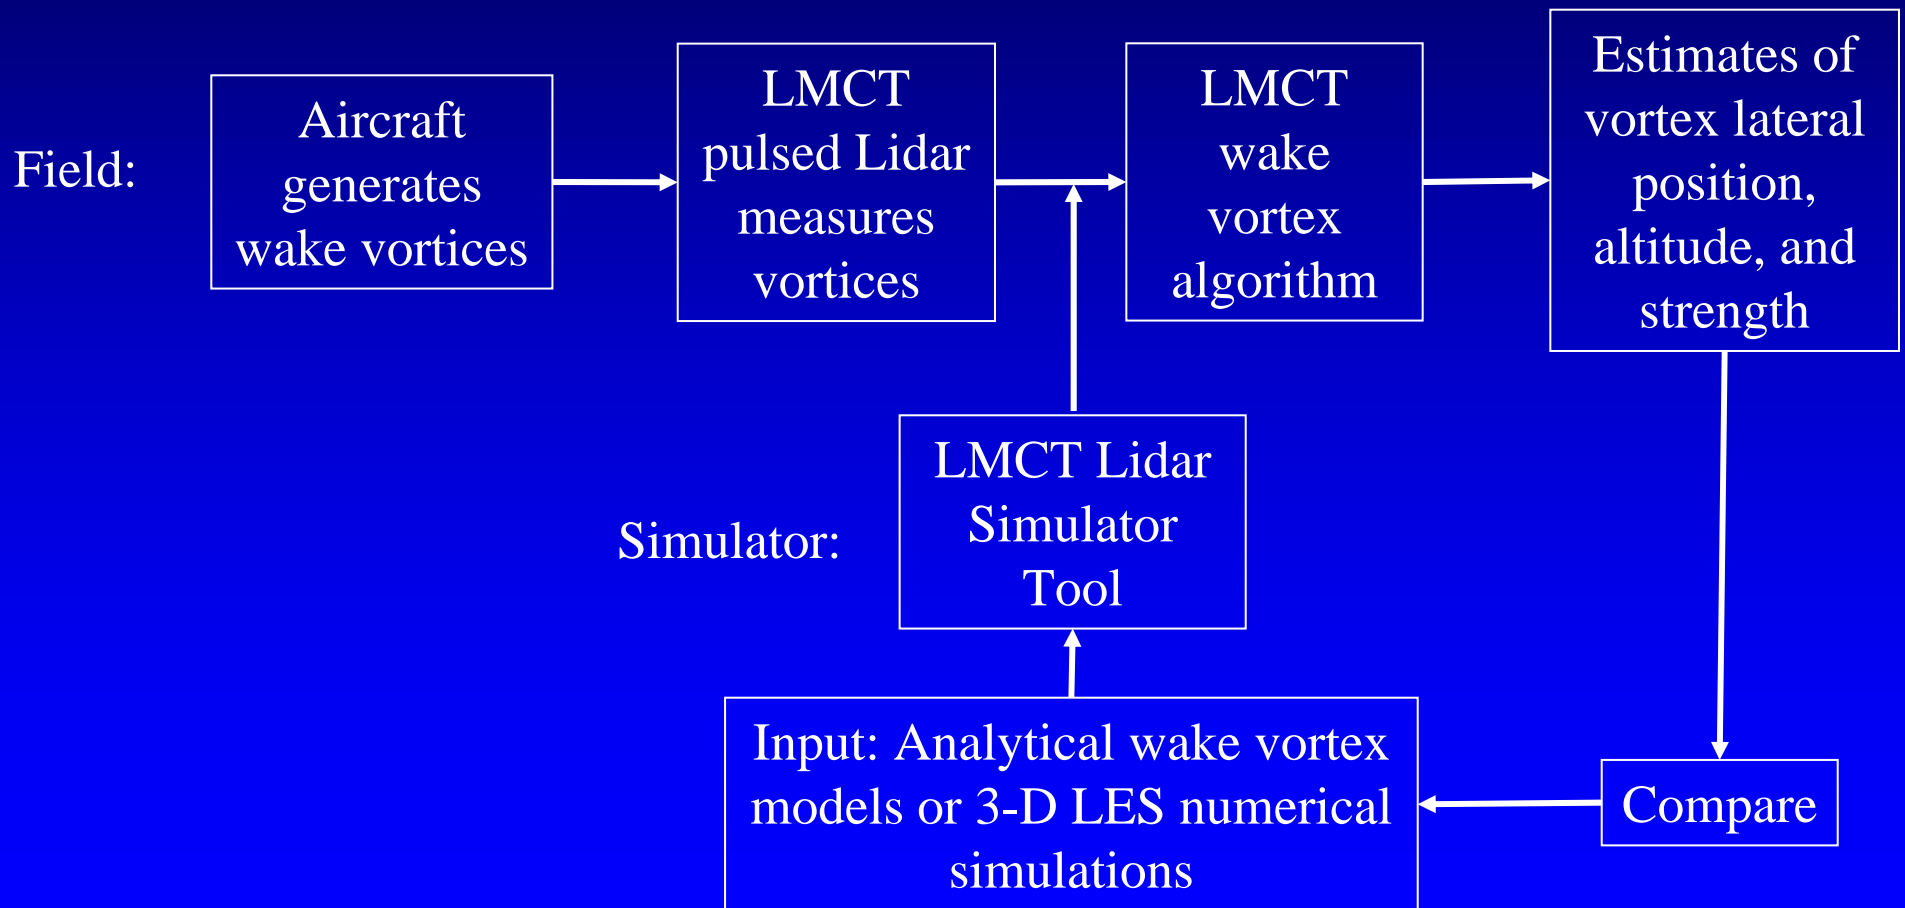 Field:
Aircraft
generates
wake vortices
LMCT
pulsed Lidar
measures
vortices
LMCT
wake
vortex
algorithm
Estimates of
vortex lateral
position,
altitude, and
strength
Simulator:
LMCT Lidar
Simulator
Tool
Input: Analytical wake vortex
models or 3-D LES numerical
simulations
Compare